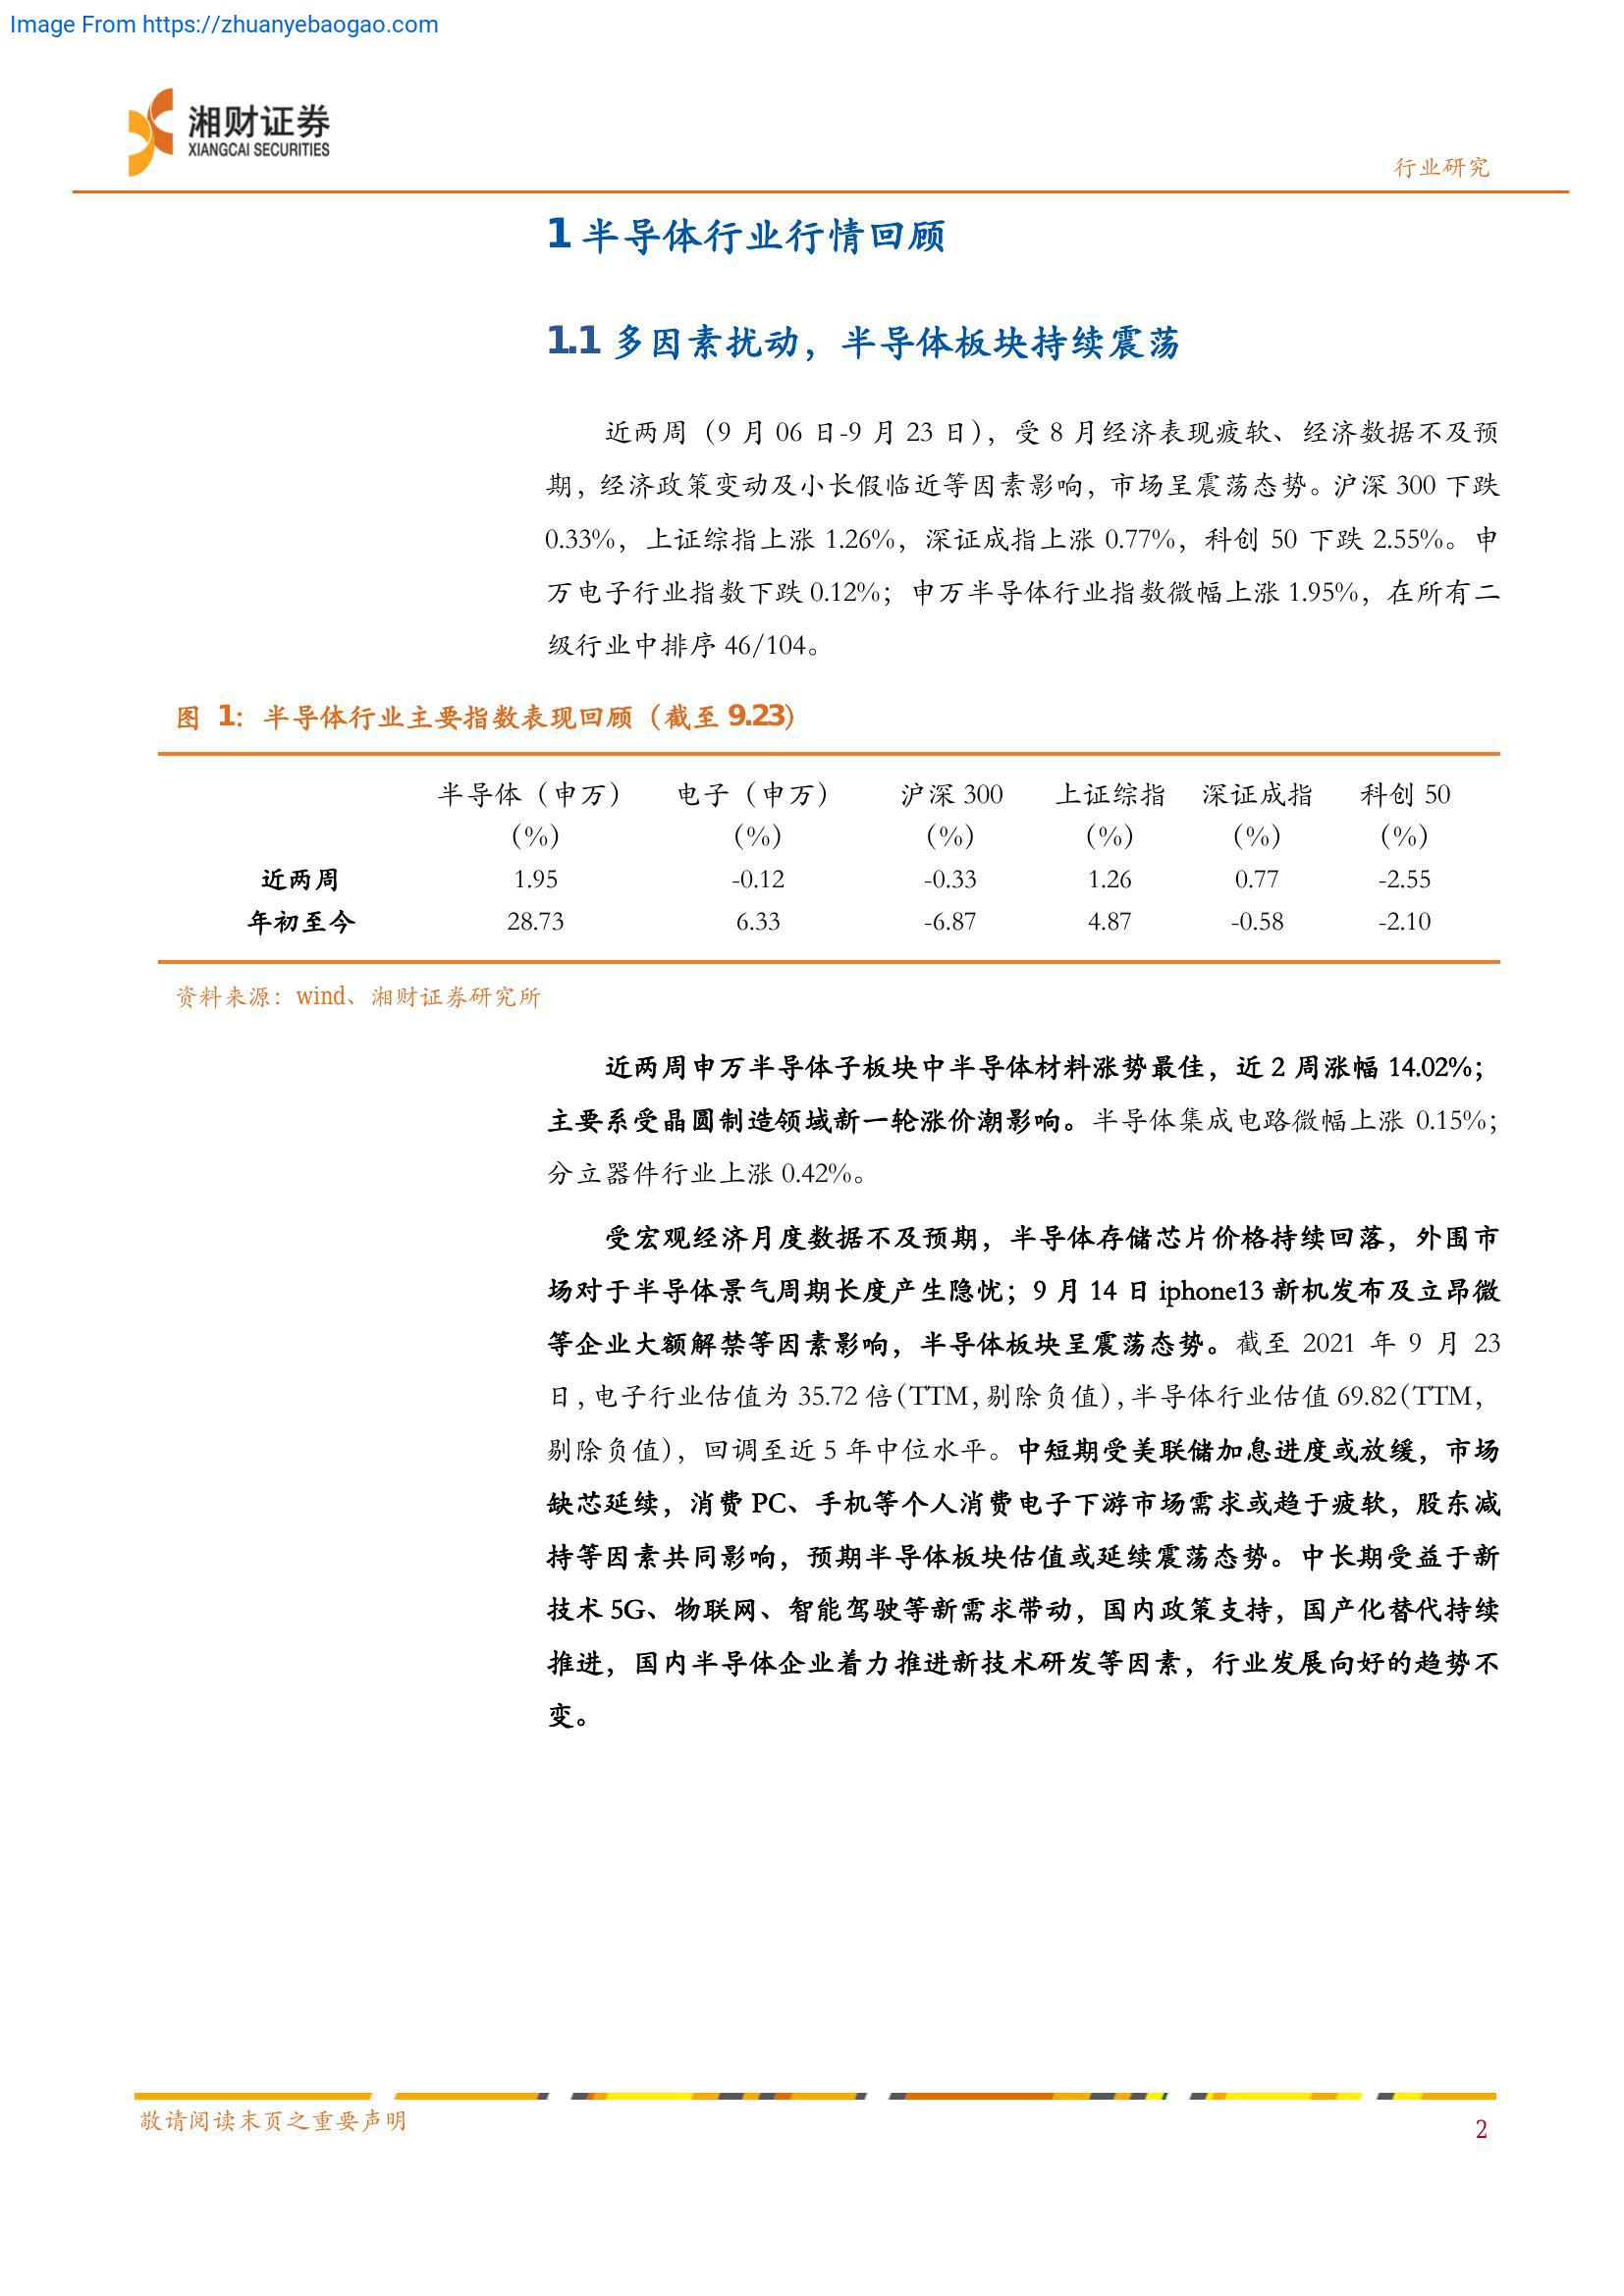 Image From https://zhuanyebaogao.com
湘财证券
XIANGCAI SECURITIES
行业研究
1 半导体行业行情回顾
1.1 多因素扰动，半导体板块持续震荡
近两周（9 月 06 日-9 月 23 日），受 8 月经济表现疲软、经济数据不及预
期，经济政策变动及小长假临近等因素影响，市场呈震荡态势。沪深 300 下跌
0.33%，上证综指上涨 1.26%，深证成指上涨 0.77%，科创 50 下跌 2.55%。申
万电子行业指数下跌 0.12%；申万半导体行业指数微幅上涨 1.95%，在所有二
级行业中排序 46/104。
图 1：半导体行业主要指数表现回顾（截至 9.23）
半导体（申万） 电子（申万） 沪深 300 上证综指 深证成指 科创 50
（%） （%） （%） （%） （%） （%）
近两周 1.95 -0.12 -0.33 1.26 0.77 -2.55
年初至今 28.73 6.33 -6.87 4.87 -0.58 -2.10
资料来源：wind、湘财证券研究所
近两周申万半导体子板块中半导体材料涨势最佳，近 2 周涨幅 14.02%；
主要系受晶圆制造领域新一轮涨价潮影响。半导体集成电路微幅上涨 0.15%；
分立器件行业上涨 0.42%。
受宏观经济月度数据不及预期，半导体存储芯片价格持续回落，外围市
场对于半导体景气周期长度产生隐忧；9 月 14 日 iphone13 新机发布及立昂微
等企业大额解禁等因素影响，半导体板块呈震荡态势。截至 2021 年 9 月 23
日，电子行业估值为 35.72 倍（TTM，剔除负值），半导体行业估值 69.82（TTM，
剔除负值），回调至近 5 年中位水平。中短期受美联储加息进度或放缓，市场
缺芯延续，消费 PC、手机等个人消费电子下游市场需求或趋于疲软，股东减
持等因素共同影响，预期半导体板块估值或延续震荡态势。中长期受益于新
技术 5G、物联网、智能驾驶等新需求带动，国内政策支持，国产化替代持续
推进，国内半导体企业着力推进新技术研发等因素，行业发展向好的趋势不
变。
敬请阅读末页之重要声明
2